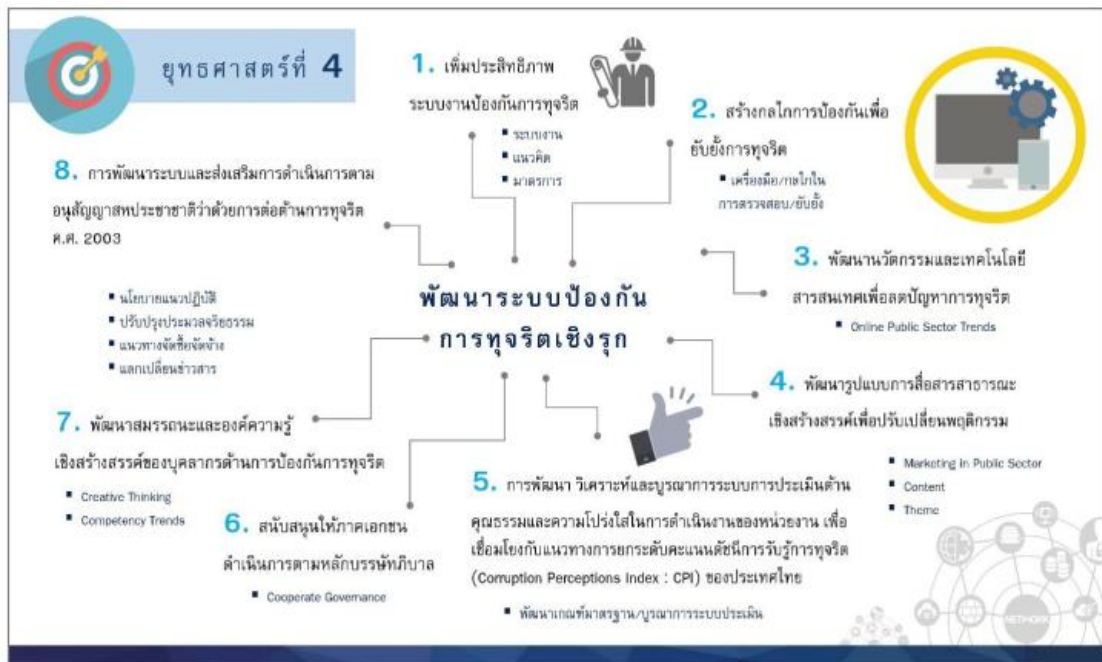 ยุทธศาสตร์ที่ 4
1. เพิ่มประสิทธิภาพ
ระบบงานป้องกันการทุจริต
▪ ระบบงาน
▪ แนวคิด
▪ มาตรการ
2. สร้างกลไกการป้องกันเพื่อ
ยับยั้งการทุจริต
▪ เครื่องมือ/กลไกใน
การตรวจสอบ/ยับยั้ง
3. พัฒนานวัตกรรมและเทคโนโลยี
สารสนเทศเพื่อลดปัญหาการทุจริต
▪ Online Public Sector Trends
พัฒนาระบบป้องกัน
การทุจริตเชิงรุก
4. พัฒนารูปแบบการสื่อสารสาธารณะ
เชิงสร้างสรรค์เพื่อปรับเปลี่ยนพฤติกรรม
▪ Marketing in Public Sector
▪ Content
▪ Theme
5. การพัฒนา วิเคราะห์และบูรณาการระบบการประเมินด้าน
คุณธรรมและความโปร่งใสในการดำเนินงานของหน่วยงาน เพื่อ
เชื่อมโยงกับแนวทางการยกระดับคะแนนดัชนีการรับรู้การทุจริต
(Corruption Perceptions Index : CPI) ของประเทศไทย
▪ พัฒนาเกณฑ์มาตรฐาน/บูรณาการระบบประเมิน
6. สนับสนุนให้ภาคเอกชน
ดำเนินการตามหลักบรรษัทภิบาล
▪ Cooperate Governance
7. พัฒนาสมรรถนะและองค์ความรู้
เชิงสร้างสรรค์ของบุคลากรด้านการป้องกันการทุจริต
▪ Creative Thinking
▪ Competency Trends
8. การพัฒนาระบบและส่งเสริมการดำเนินการตาม
อนุสัญญาสหประชาชาติว่าด้วยการต่อต้านการทุจริต
ค.ศ. 2003
▪ นโยบายแนวปฏิบัติ
▪ ปรับปรุงประมวลจริยธรรม
▪ แนวทางจัดซื้อจัดจ้าง
▪ แลกเปลี่ยนข่าวสาร
NETWORK